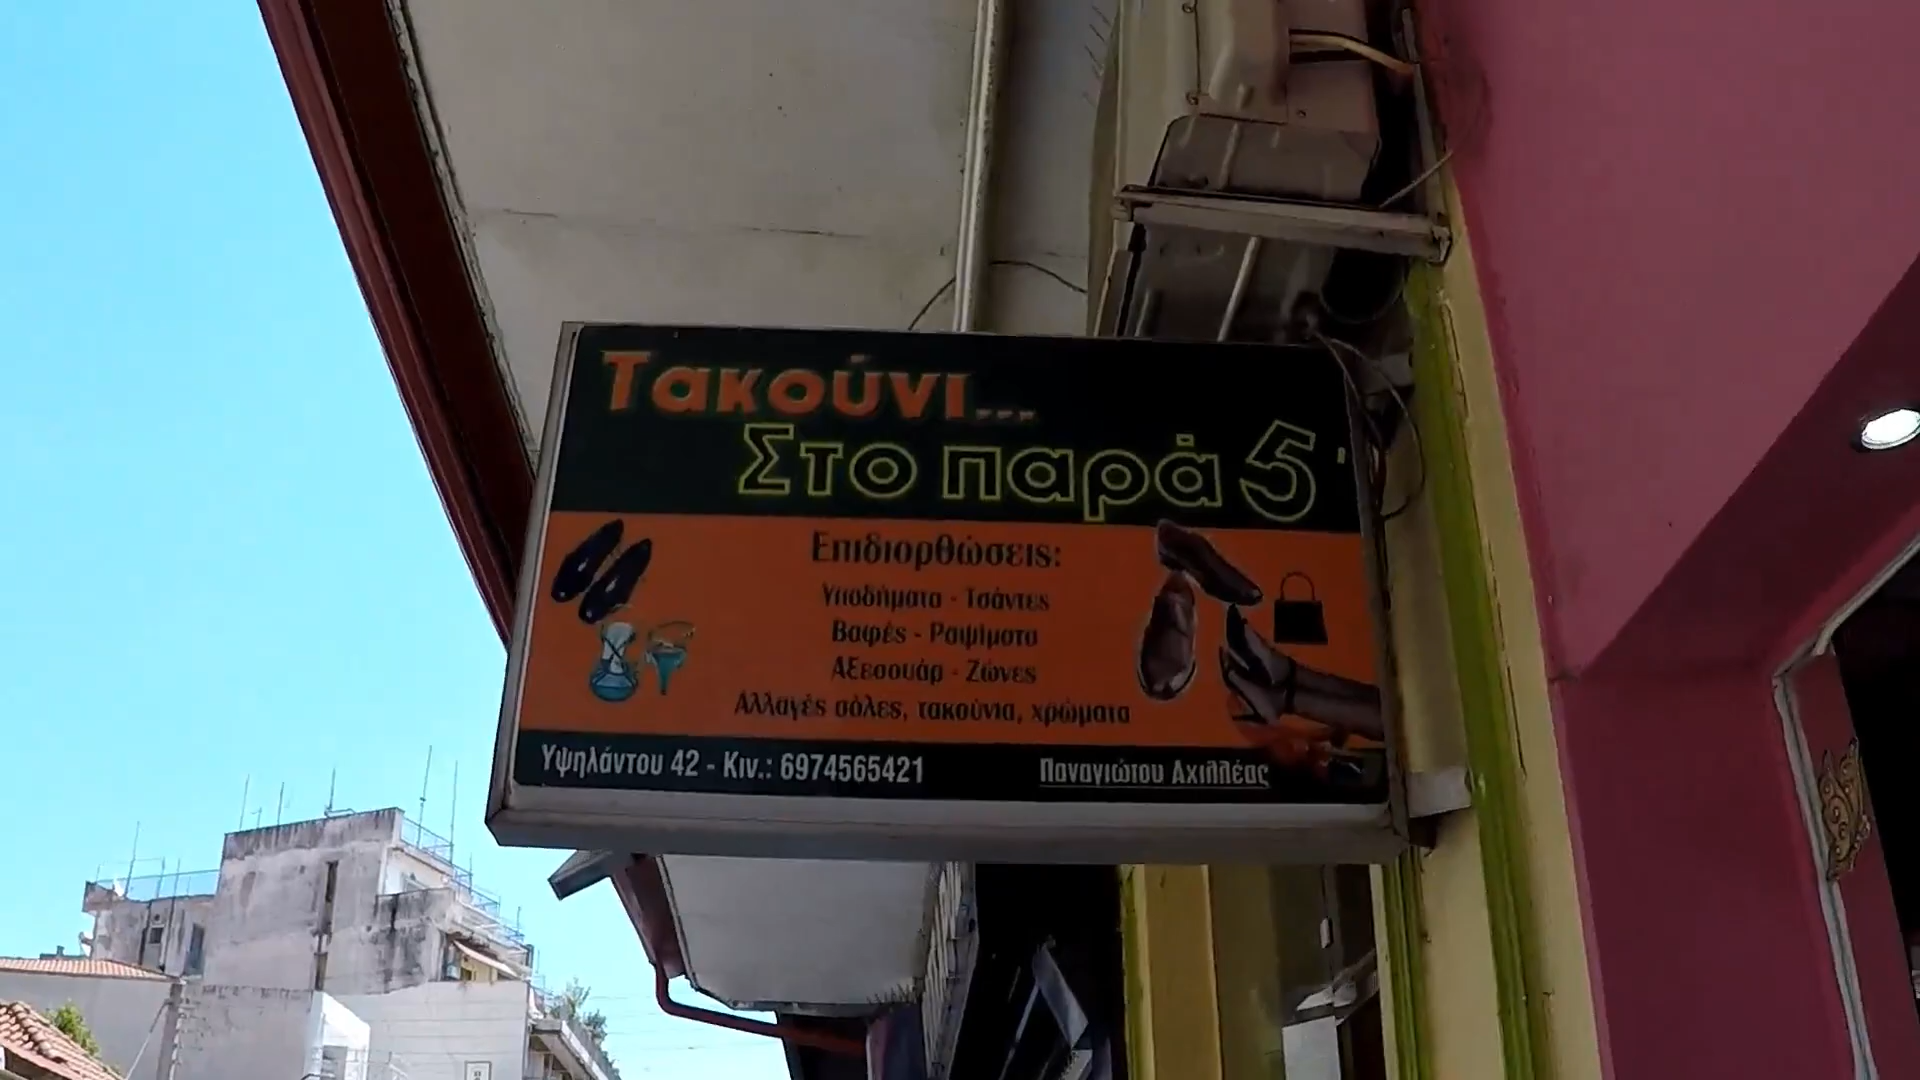 Τακούνι...
Στο παρά 5'
Επιδιορθώσεις:
Υποδήματα - Τσάντες
Βαφές - Ραψίματα
Αξεσουάρ - Ζώνες
Αλλαγές σόλες, τακούνια, χρώματα
Υψηλάντου 42 - Κιν.: 6974565421
Παναγιώτου Αχιλλέας